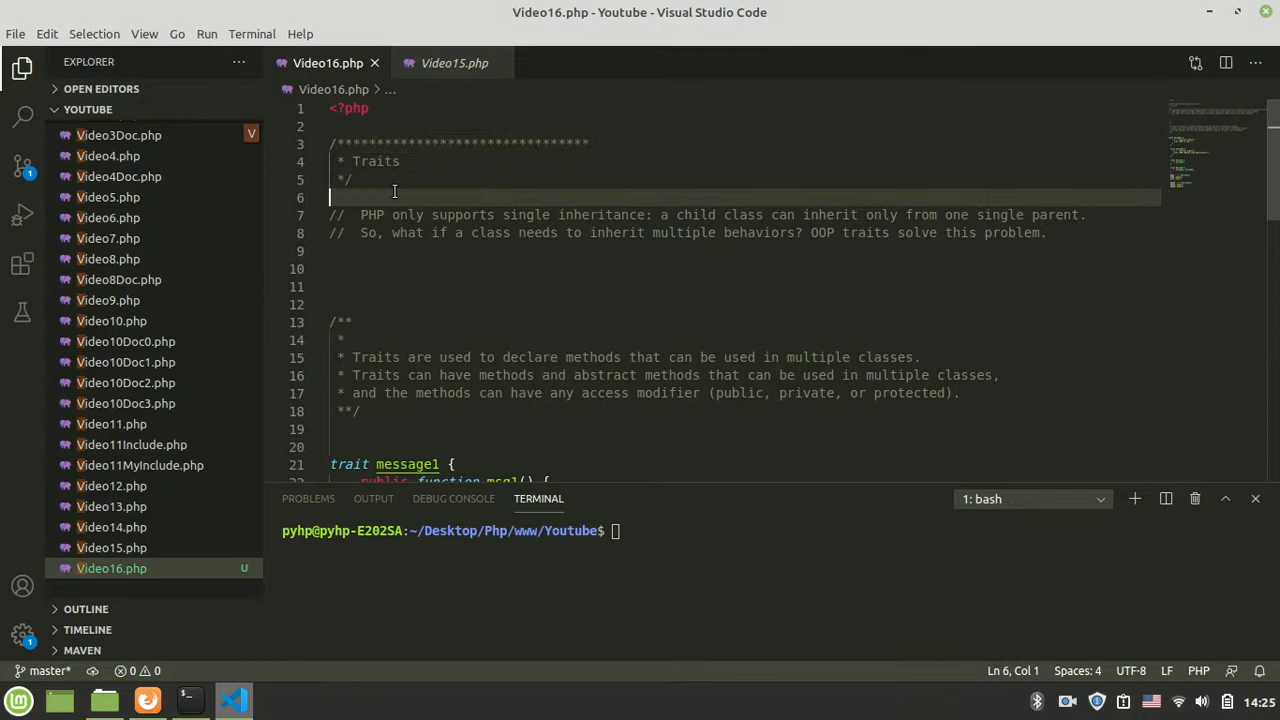 Video16.php - Youtube - Visual Studio Code
File Edit Selection View Go Run Terminal Help
EXPLORER
Video16.php
Video15.php
OPEN EDITORS
Video16.php > ...
YOUTUBE
Video3Doc.php
V
Video4.php
Video4Doc.php
Video5.php
Video6.php
Video7.php
Video8.php
Video8Doc.php
Video9.php
Video10.php
Video10Doc0.php
Video10Doc1.php
Video10Doc2.php
Video10Doc3.php
Video11.php
Video11Include.php
Video11MyInclude.php
Video12.php
Video13.php
Video14.php
Video15.php
Video16.php U
OUTLINE
TIMELINE
MAVEN
1 <?php
2
3 /********************************
4 * Traits
5 */
6
7 // PHP only supports single inheritance: a child class can inherit only from one single parent.
8 // So, what if a class needs to inherit multiple behaviors? OOP traits solve this problem.
9
10
11
12
13 /**
14 *
15 * Traits are used to declare methods that can be used in multiple classes.
16 * Traits can have methods and abstract methods that can be used in multiple classes,
17 * and the methods can have any access modifier (public, private, or protected).
18 **/
19
20
21 trait message1 {
22 public function msg1() {
PROBLEMS OUTPUT DEBUG CONSOLE TERMINAL
1: bash
pyhp@pyhp-E202SA:~/Desktop/Php/www/Youtube$
1
1
master* 0 0
Ln 6, Col 1 Spaces: 4 UTF-8 LF PHP
14:25